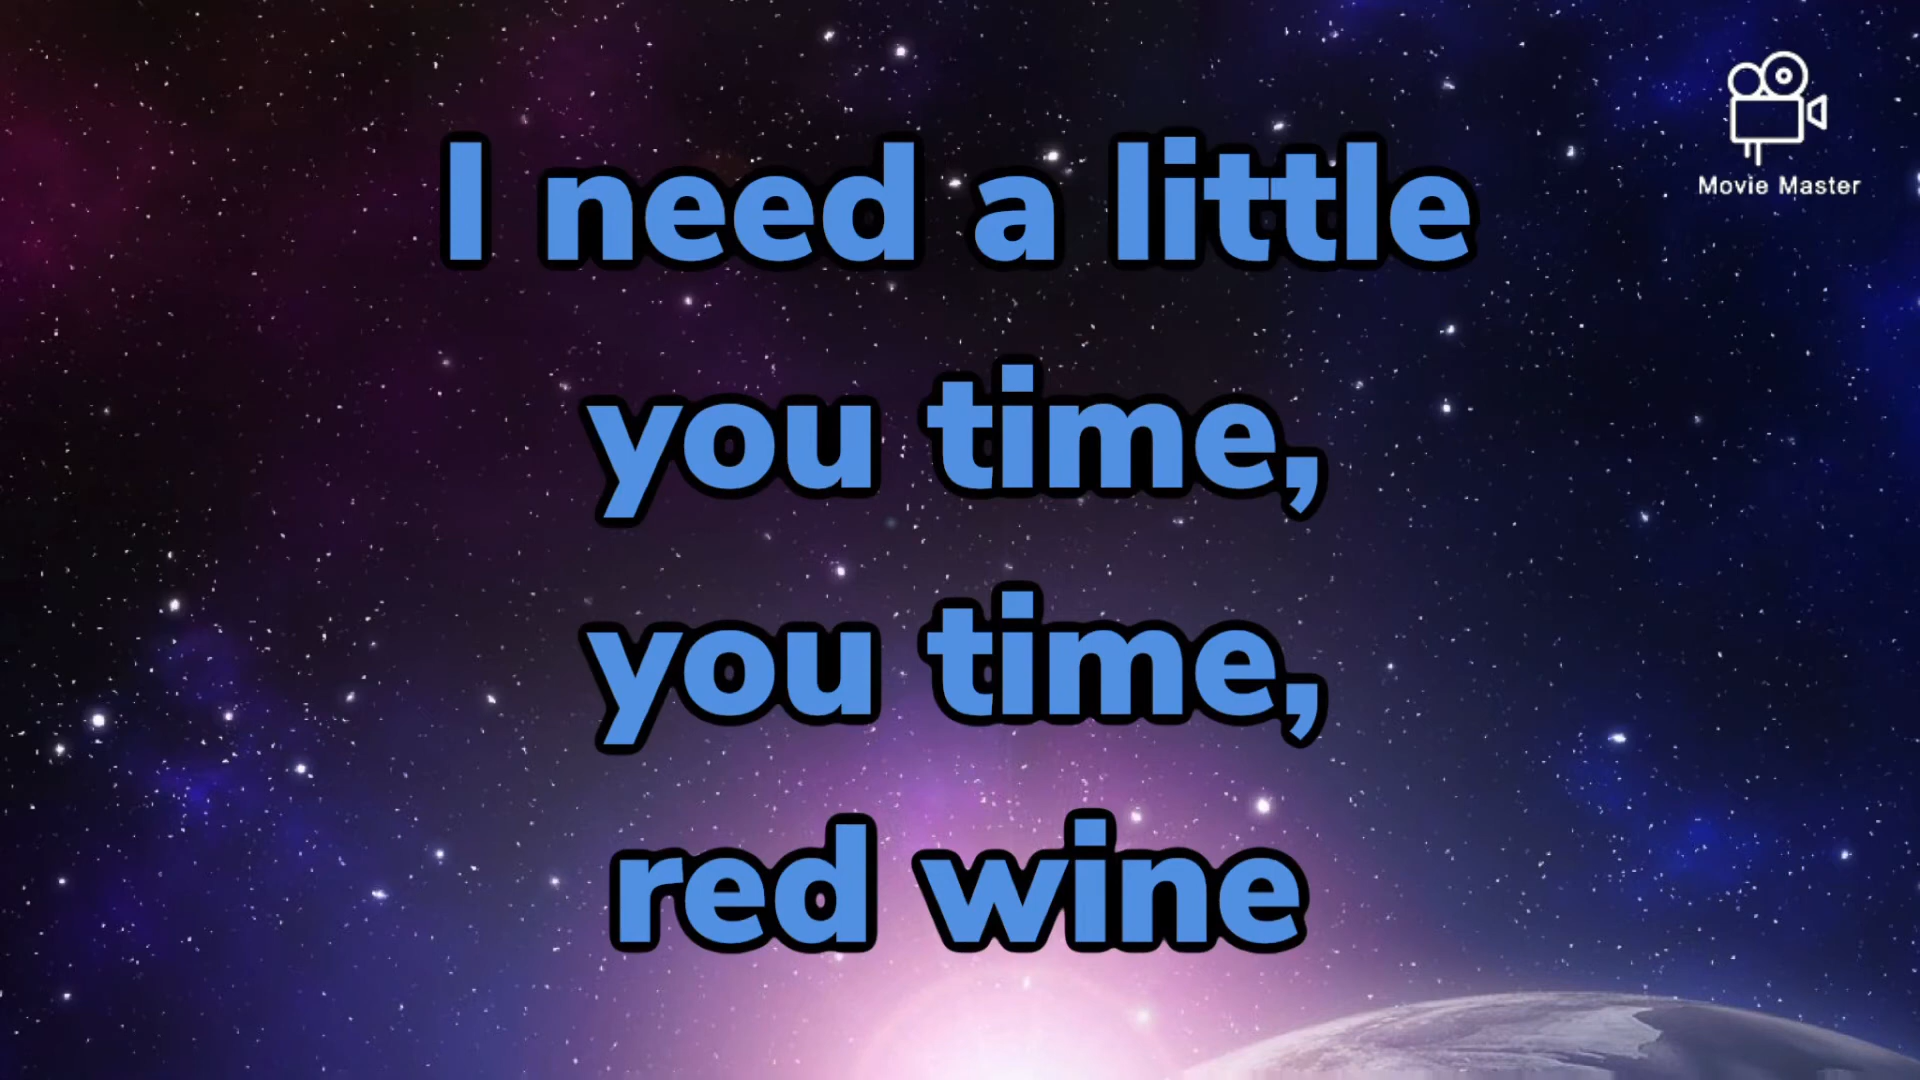 I need a little
you time,
you time,
red wine
Movie Master